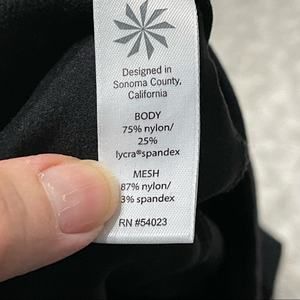 Designed in
Sonoma County,
California
BODY
75% nylon/
25%
lycra®spandex
MESH
87% nylon/
3% spandex
RN #54023